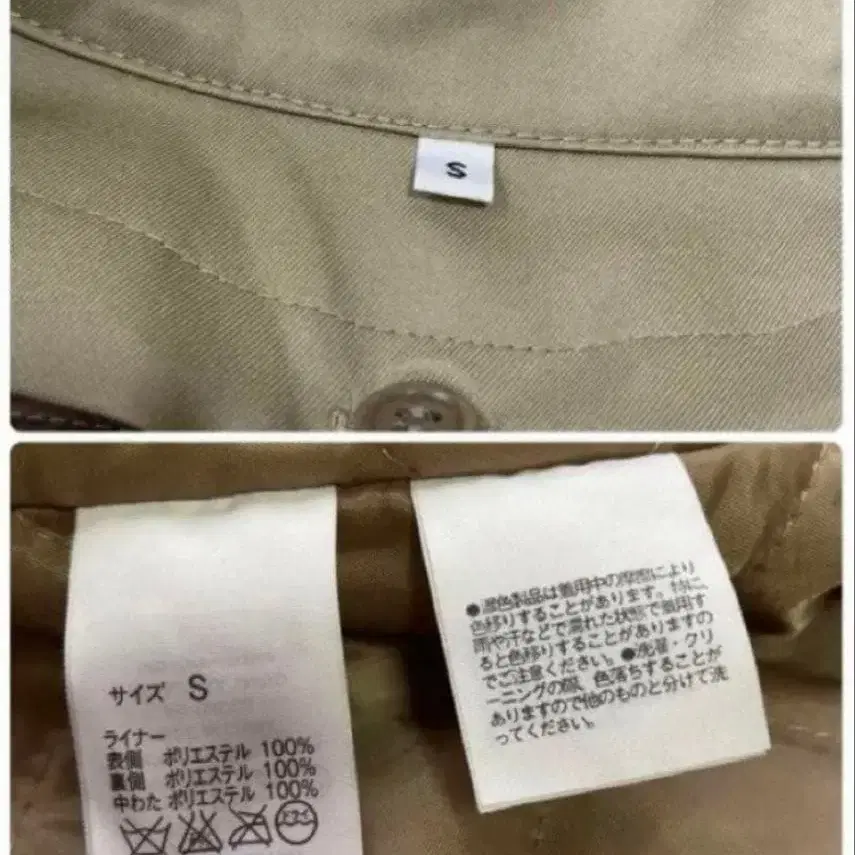 S
サイズ S
ライナー
表側 ポリエステル 100%
裏側 ポリエステル 100%
中わた ポリエステル 100%
ドライ
●濃色製品は着用中の摩擦により
色移りすることがあります。特に、
雨や汗などで濡れた状態で着用す
ると色移りすることがありますの
でご注意ください。●洗濯・クリ
ーニングの際、色落ちすることが
ありますので他のものと分けて洗
ってください。